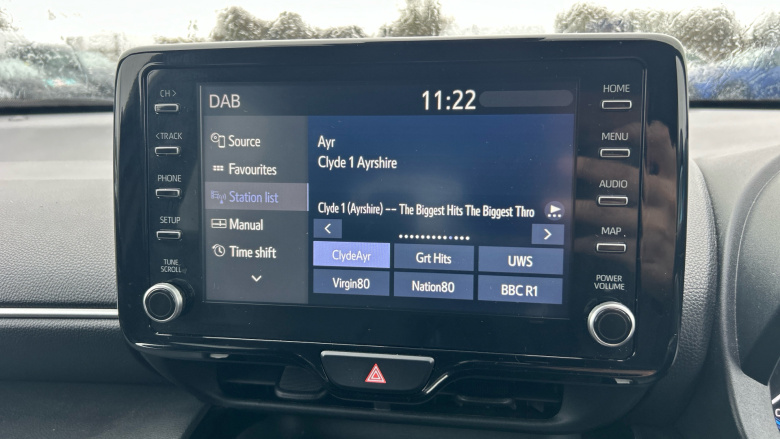 DAB 11:22
CH >
< TRACK
PHONE
SETUP
TUNE
SCROLL
Source
Favourites
Station list
Manual
Time shift
Ayr
Clyde 1 Ayrshire
Clyde 1 (Ayrshire) -- The Biggest Hits The Biggest Thro
ClydeAyr Grt Hits UWS
Virgin80 Nation80 BBC R1
HOME
MENU
AUDIO
MAP
POWER
VOLUME